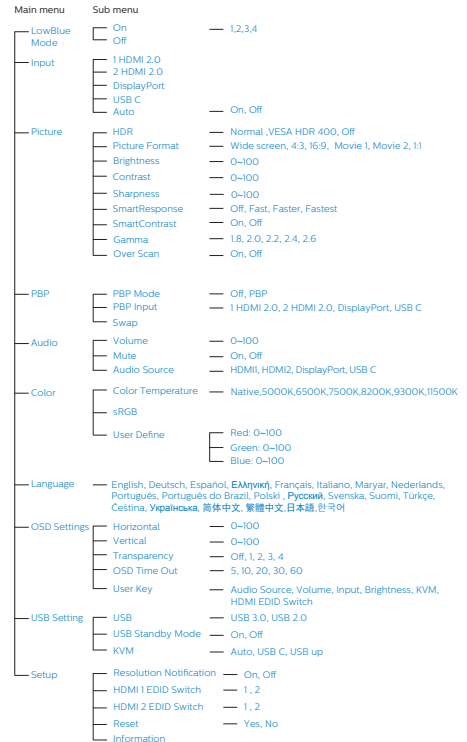 Main menu Sub menu
LowBlue Mode On 1,2,3,4
Off
Input 1 HDMI 2.0
2 HDMI 2.0
DisplayPort
USB C
Auto On, Off
Picture HDR Normal ,VESA HDR 400, Off
Picture Format Wide screen, 4:3, 16:9, Movie 1, Movie 2, 1:1
Brightness 0~100
Contrast 0~100
Sharpness 0~100
SmartResponse Off, Fast, Faster, Fastest
SmartContrast On, Off
Gamma 1.8, 2.0, 2.2, 2.4, 2.6
Over Scan On, Off
PBP PBP Mode Off, PBP
PBP Input 1 HDMI 2.0, 2 HDMI 2.0, DisplayPort, USB C
Swap
Audio Volume 0~100
Mute On, Off
Audio Source HDMI1, HDMI2, DisplayPort, USB C
Color Color Temperature Native,5000K,6500K,7500K,8200K,9300K,11500K
sRGB
User Define Red: 0~100
Green: 0~100
Blue: 0~100
Language English, Deutsch, Español, Ελληνική, Français, Italiano, Maryar, Nederlands,
Português, Português do Brazil, Polski , Русский, Svenska, Suomi, Türkçe,
Čeština, Українська, 简体中文, 繁體中文,日本語,한국어
OSD Settings Horizontal 0~100
Vertical 0~100
Transparency Off, 1, 2, 3, 4
OSD Time Out 5, 10, 20, 30, 60
User Key Audio Source, Volume, Input, Brightness, KVM,
HDMI EDID Switch
USB Setting USB USB 3.0, USB 2.0
USB Standby Mode On, Off
KVM Auto, USB C, USB up
Setup Resolution Notification On, Off
HDMI 1 EDID Switch 1 , 2
HDMI 2 EDID Switch 1 , 2
Reset Yes, No
Information